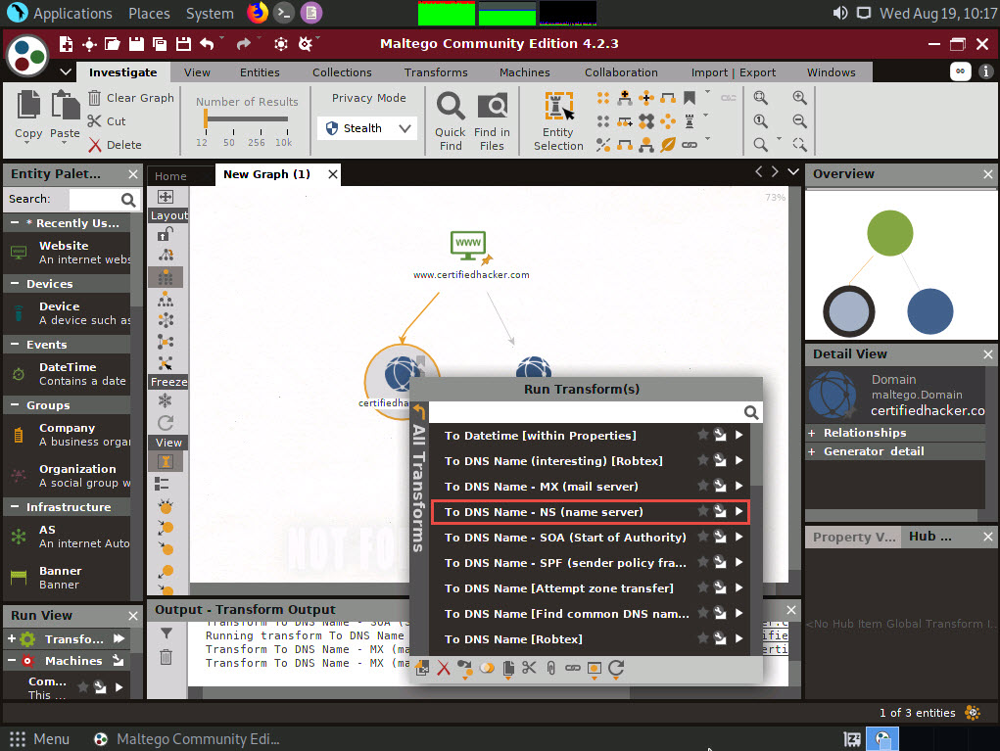 Applications Places System Wed Aug 19, 10:17
Maltego Community Edition 4.2.3
Investigate View Entities Collections Transforms Machines Collaboration Import | Export Windows
Copy
Paste
Clear Graph
Cut
Delete
Number of Results
12 50 256 10k
Privacy Mode
Stealth
Quick Find
Find in Files
Entity Selection
Entity Palet...
Search:
* Recently Us...
Website
An internet webs
Devices
Device
A device such as
Events
DateTime
Contains a date
Groups
Company
A business organ
Organization
A social group w
Infrastructure
AS
An internet Auto
Banner
Banner
Run View
Transfo...
Machines
Com...
This ...
Home New Graph (1)
Layout
Freeze
View
73%
www
www.certifiedhacker.com
certifiedha
NOT FO
Run Transform(s)
All Transforms
To Datetime [within Properties]
To DNS Name (interesting) [Robtex]
To DNS Name - MX (mail server)
To DNS Name - NS (name server)
To DNS Name - SOA (Start of Authority)
To DNS Name - SPF (sender policy fra...
To DNS Name [Attempt zone transfer]
To DNS Name [Find common DNS nam...
To DNS Name [Robtex]
Output - Transform Output
Transform To DNS Name - SOA (S
Running transform To DNS Name
Transform To DNS Name - MX (ma
Transform To DNS Name - MX (ma
Overview
Detail View
Domain
maltego.Domain
certifiedhacker.co
+ Relationships
+ Generator detail
Property V... Hub ...
<No Hub Item Global Transform I..
1 of 3 entities
Menu Maltego Community Edi...